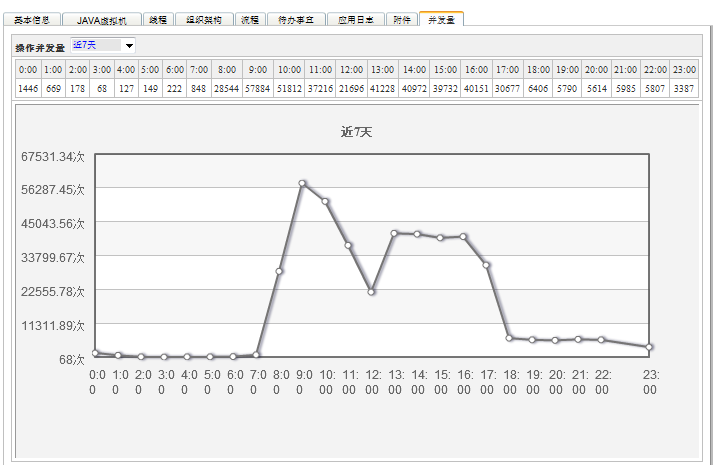 基本信息 JAVA虚拟机 线程 组织架构 流程 待办事宜 应用日志 附件 并发量
操作并发量 近7天
0:00 1:00 2:00 3:00 4:00 5:00 6:00 7:00 8:00 9:00 10:00 11:00 12:00 13:00 14:00 15:00 16:00 17:00 18:00 19:00 20:00 21:00 22:00 23:00
1446 669 178 68 127 149 222 848 28544 57884 51812 37216 21696 41228 40972 39732 40151 30677 6406 5790 5614 5985 5807 3387
近7天
67531.34次
56287.45次
45043.56次
33799.67次
22555.78次
11311.89次
68次
0:0 1:0 2:0 3:0 4:0 5:0 6:0 7:0 8:0 9:0 10: 11: 12: 13: 14: 15: 16: 17: 18: 19: 20: 21: 22: 23:
0 0 0 0 0 0 0 0 0 0 00 00 00 00 00 00 00 00 00 00 00 00 00 00